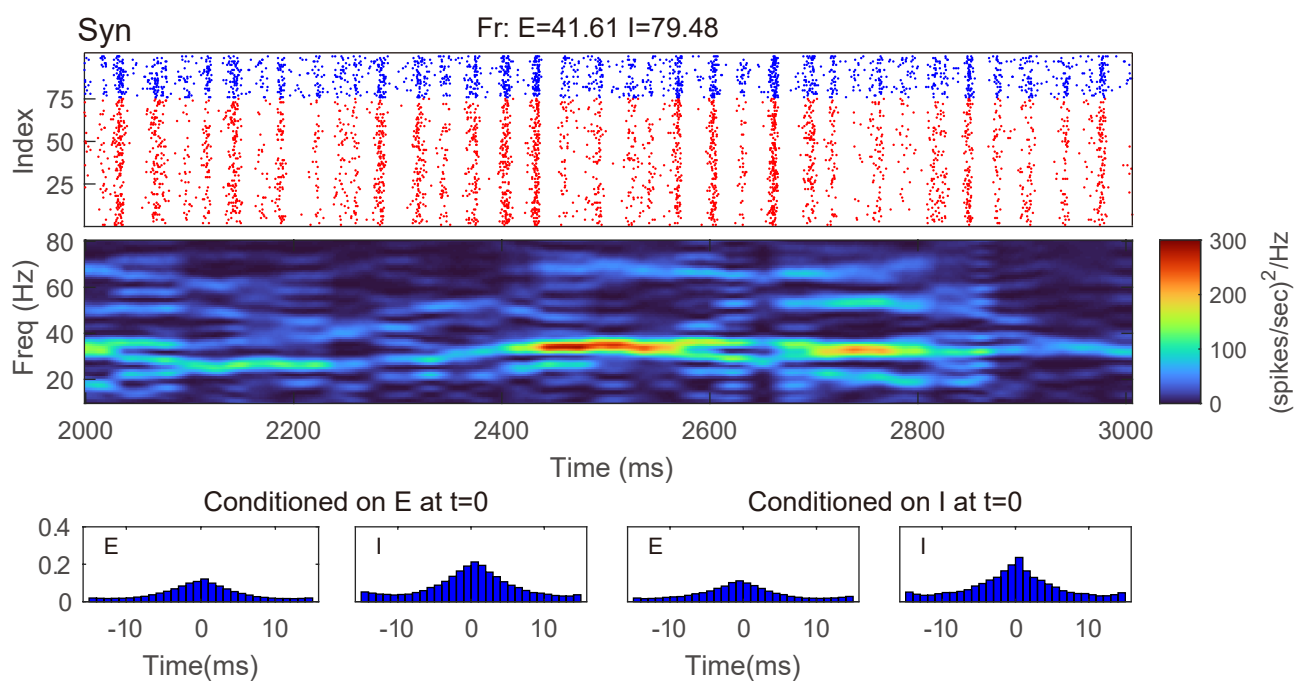 Syn
Fr: E=41.61 I=79.48
Index
75
50
25
Freq (Hz)
80
60
40
20
300
200
100
0
(spikes/sec)²/Hz
2000 2200 2400 2600 2800 3000
Time (ms)
Conditioned on E at t=0 Conditioned on I at t=0
0.4
0.2
0
E I E I
-10 0 10 -10 0 10 -10 0 10 -10 0 10
Time(ms) Time(ms)